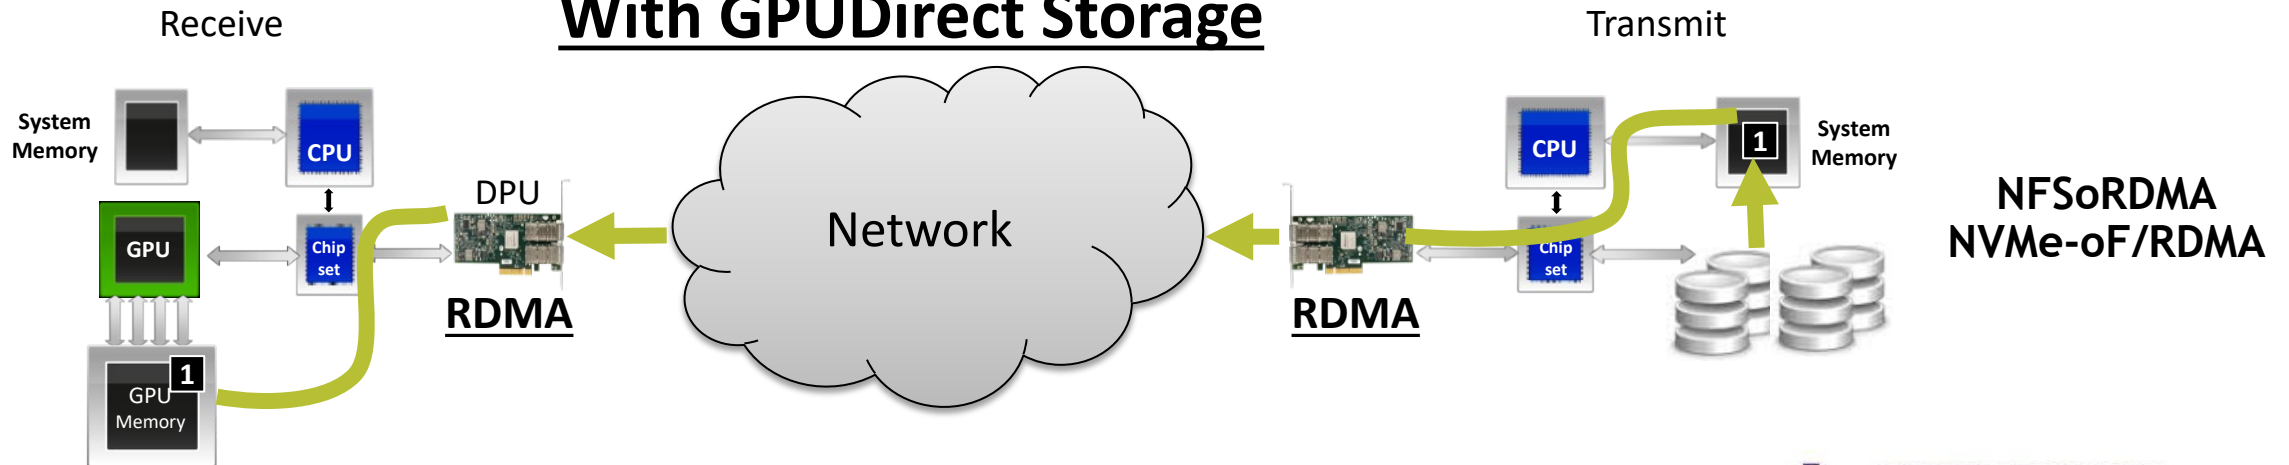 With GPUDirect Storage
Receive
Transmit
System
Memory
CPU
GPU
Chip
set
DPU
RDMA
GPU
Memory
1
Network
RDMA
CPU
Chip
set
1
System
Memory
NFSoRDMA
NVMe-oF/RDMA